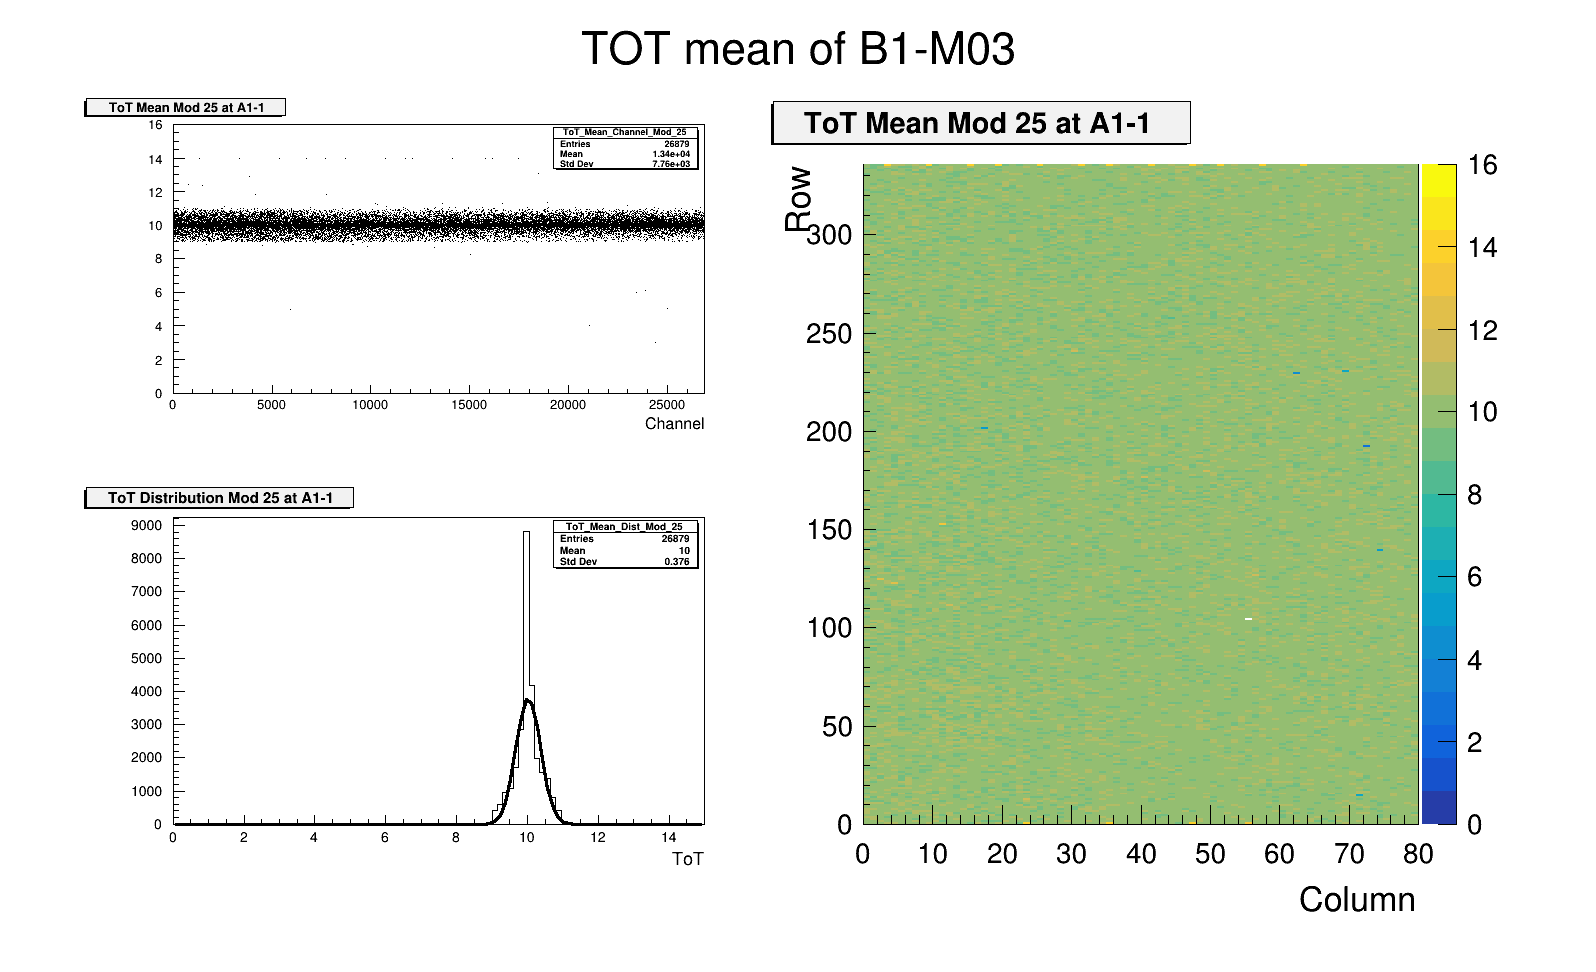 TOT mean of B1-M03
ToT Mean Mod 25 at A1-1
ToT_Mean_Channel_Mod_25
Entries 26879
Mean 1.34e+04
Std Dev 7.76e+03
16
14
12
10
8
6
4
2
0
0 5000 10000 15000 20000 25000
Channel
ToT Distribution Mod 25 at A1-1
ToT_Mean_Dist_Mod_25
Entries 26879
Mean 10
Std Dev 0.376
9000
8000
7000
6000
5000
4000
3000
2000
1000
0
0 2 4 6 8 10 12 14
ToT
ToT Mean Mod 25 at A1-1
Row
300
250
200
150
100
50
0
0 10 20 30 40 50 60 70 80
Column
16
14
12
10
8
6
4
2
0